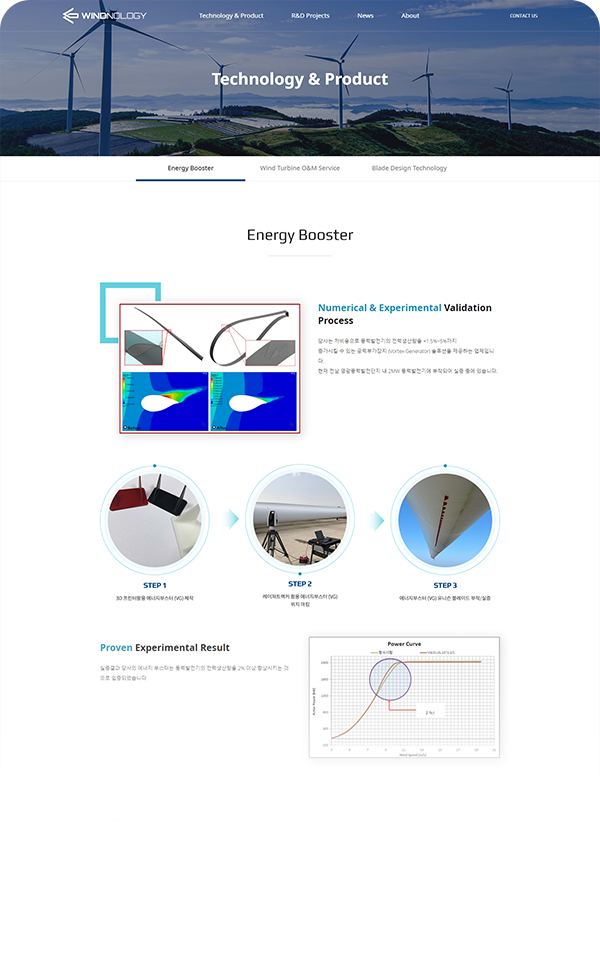 WINDNOLOGY
Technology & Product
R&D Projects
News
About
CONTACT US
Technology & Product
Energy Booster
Wind Turbine O&M Service
Blade Design Technology
Energy Booster
Numerical & Experimental Validation
Process
당사는 저비용으로 풍력발전기의 전력생산량을 +1.5%~5%까지
증가시킬 수 있는 공력부가장치 (Vortex Generator) 솔루션을 제공하는 업체입니
다.
현재 전남 영광풍력발전단지 내 2MW 풍력발전기에 부착되어 실증 중에 있습니다.
STEP 1
3D 프린터활용 에너지부스터 (VG) 제작
STEP 2
레이저트래커 활용 에너지부스터 (VG)
위치 마킹
STEP 3
에너지부스터 (VG) 유니슨 블레이드 부착/실증
Proven Experimental Result
실증결과 당사의 에너지 부스터는 풍력발전기의 전력생산량을 2% 이상 향상시키는 것
으로 입증되었습니다.
Power Curve
Wind Speed (m/s)